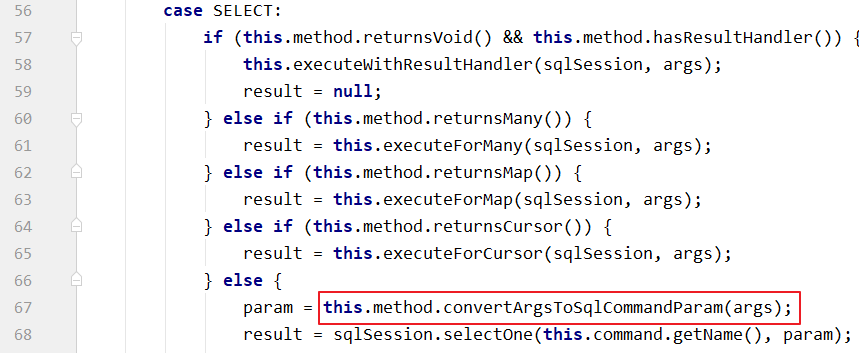 56 case SELECT:
57 if (this.method.returnsVoid() && this.method.hasResultHandler()) {
58 this.executeWithResultHandler(sqlSession, args);
59 result = null;
60 } else if (this.method.returnsMany()) {
61 result = this.executeForMany(sqlSession, args);
62 } else if (this.method.returnsMap()) {
63 result = this.executeForMap(sqlSession, args);
64 } else if (this.method.returnsCursor()) {
65 result = this.executeForCursor(sqlSession, args);
66 } else {
67 param = this.method.convertArgsToSqlCommandParam(args);
68 result = sqlSession.selectOne(this.command.getName(), param);